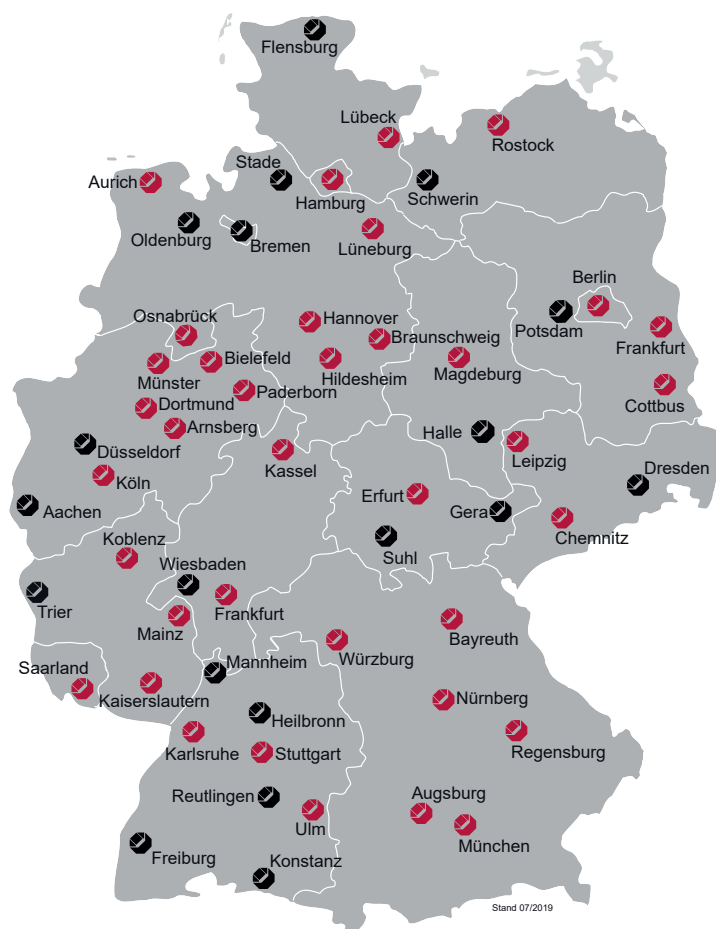 Flensburg
Lübeck
Rostock
Stade
Aurich
Hamburg
Schwerin
Oldenburg
Bremen
Lüneburg
Berlin
Osnabrück
Hannover
Potsdam
Braunschweig
Frankfurt
Bielefeld
Münster
Hildesheim
Magdeburg
Paderborn
Cottbus
Dortmund
Arnsberg
Halle
Düsseldorf
Kassel
Leipzig
Dresden
Köln
Erfurt
Gera
Aachen
Chemnitz
Koblenz
Suhl
Wiesbaden
Trier
Frankfurt
Mainz
Bayreuth
Würzburg
Saarland
Mannheim
Kaiserslautern
Nürnberg
Heilbronn
Karlsruhe
Stuttgart
Regensburg
Reutlingen
Augsburg
Ulm
München
Freiburg
Konstanz
Stand 07/2019